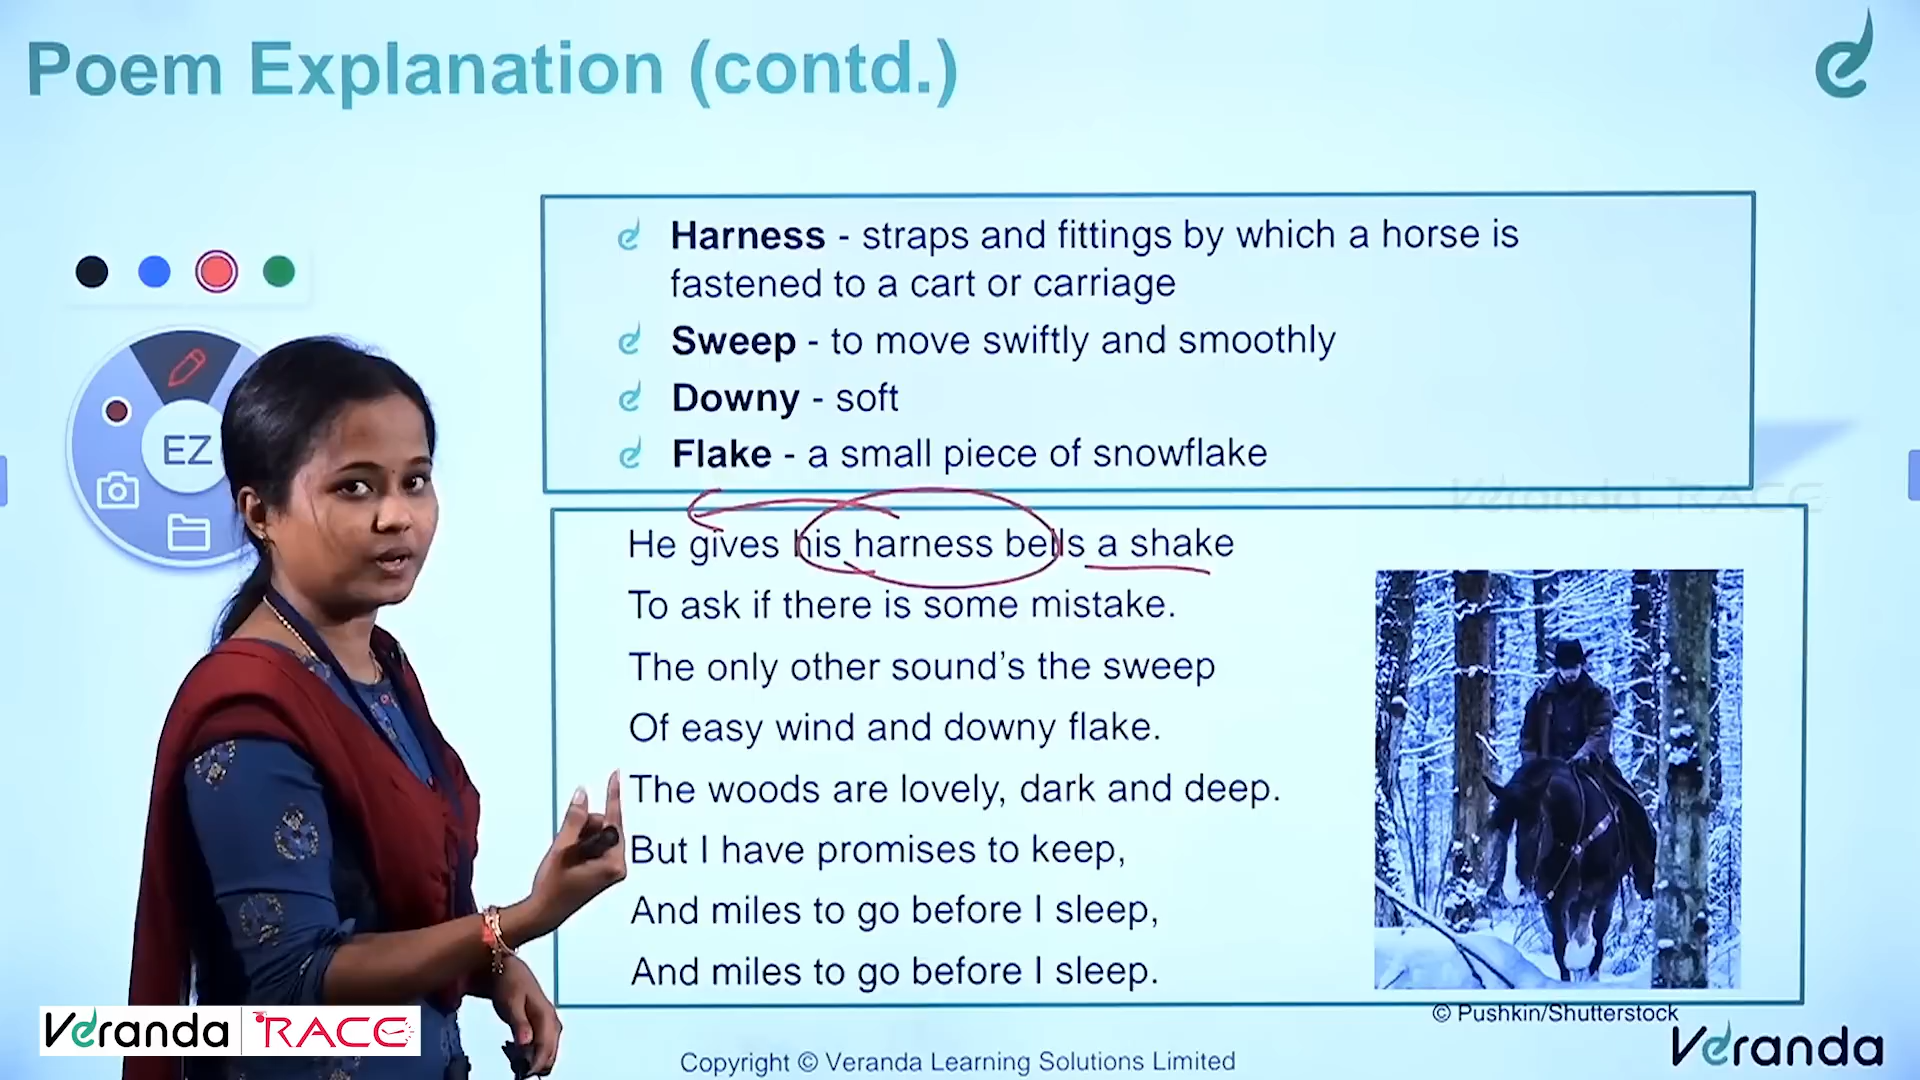 Poem Explanation (contd.)
Harness - straps and fittings by which a horse is
fastened to a cart or carriage
Sweep - to move swiftly and smoothly
Downy - soft
Flake - a small piece of snowflake
EZ
Veranda RACE
He gives his harness bells a shake
To ask if there is some mistake.
The only other sound’s the sweep
Of easy wind and downy flake.
The woods are lovely, dark and deep.
But I have promises to keep,
And miles to go before I sleep,
And miles to go before I sleep.
© Pushkin/Shutterstock
Veranda RACE
Copyright © Veranda Learning Solutions Limited
Veranda